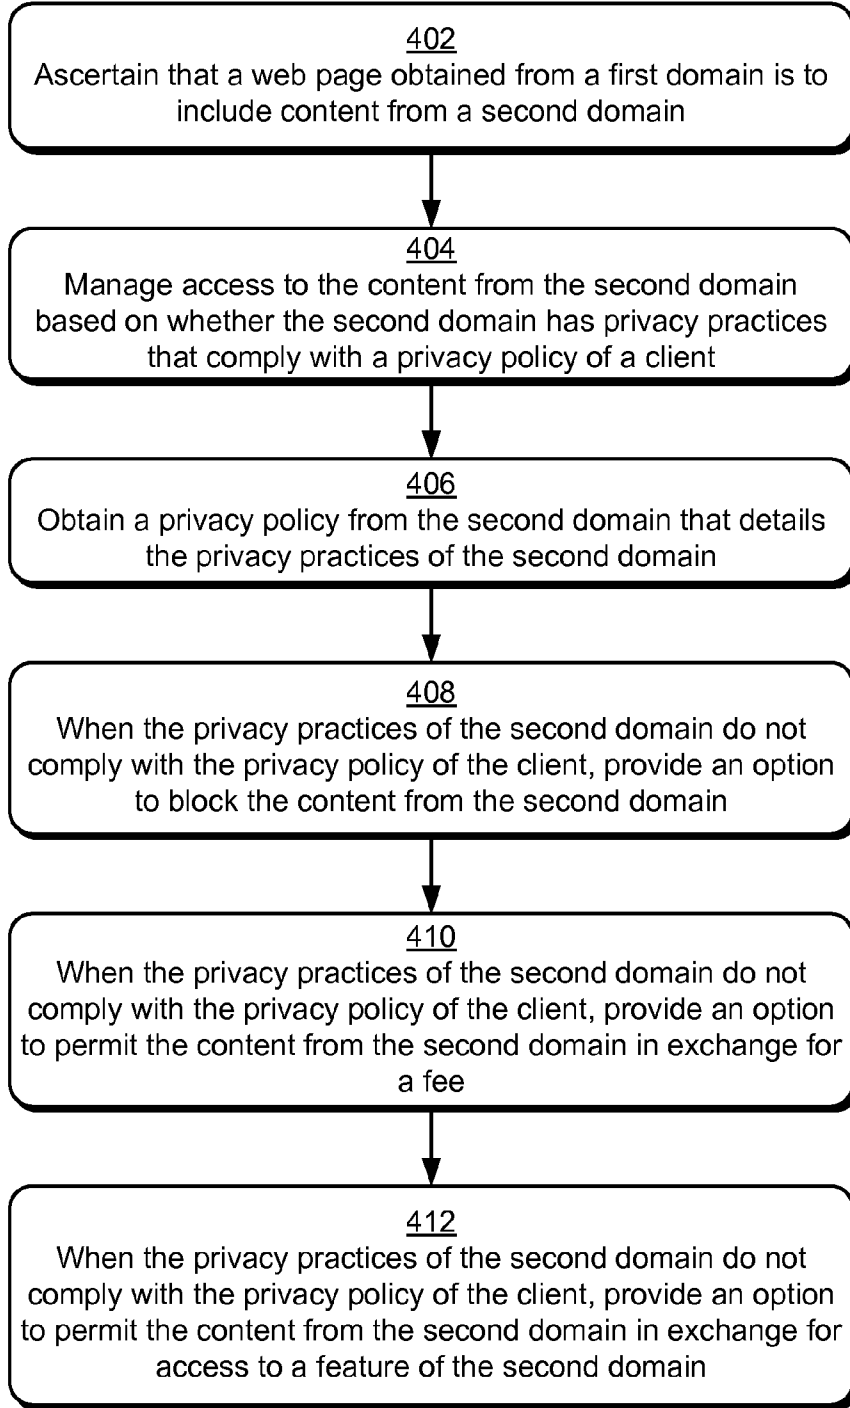 402
Ascertain that a web page obtained from a first domain is to
include content from a second domain
404
Manage access to the content from the second domain
based on whether the second domain has privacy practices
that comply with a privacy policy of a client
406
Obtain a privacy policy from the second domain that details
the privacy practices of the second domain
408
When the privacy practices of the second domain do not
comply with the privacy policy of the client, provide an option
to block the content from the second domain
410
When the privacy practices of the second domain do not
comply with the privacy policy of the client, provide an option
to permit the content from the second domain in exchange for
a fee
412
When the privacy practices of the second domain do not
comply with the privacy policy of the client, provide an option
to permit the content from the second domain in exchange for
access to a feature of the second domain